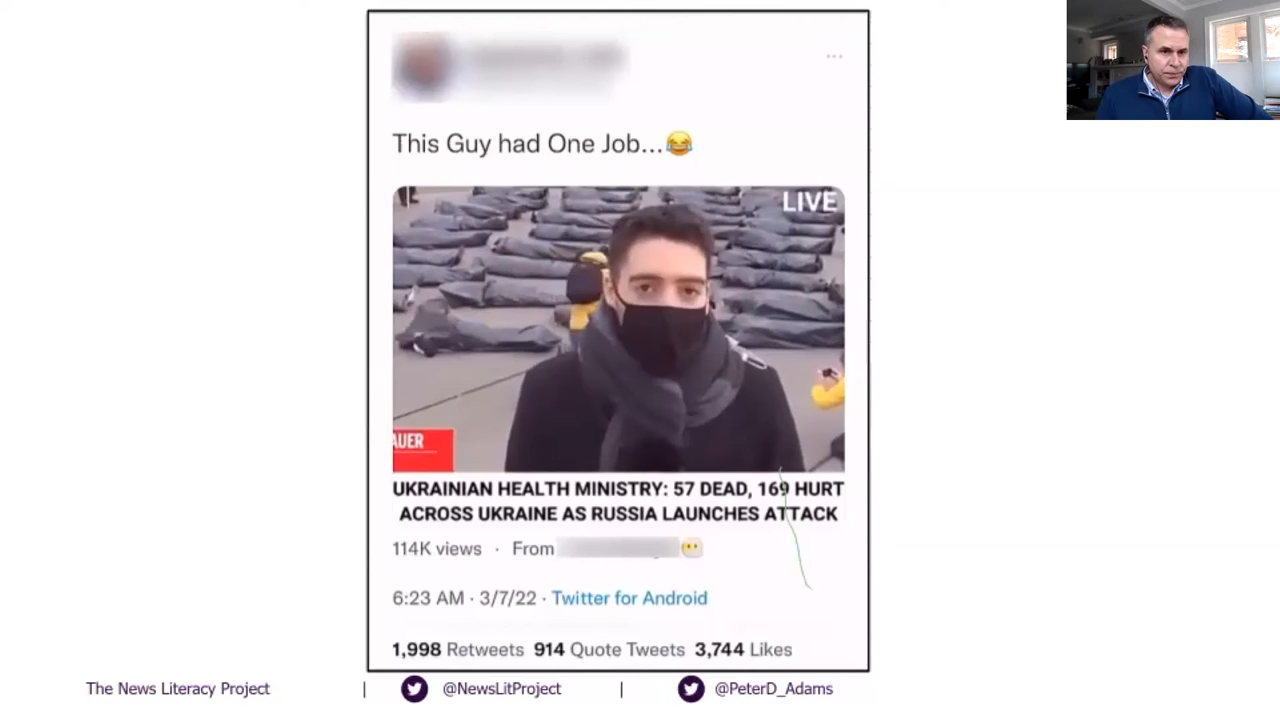 This Guy had One Job...😂
LIVE
AUER
UKRAINIAN HEALTH MINISTRY: 57 DEAD, 169 HURT
ACROSS UKRAINE AS RUSSIA LAUNCHES ATTACK
114K views · From
6:23 AM · 3/7/22 · Twitter for Android
1,998 Retweets 914 Quote Tweets 3,744 Likes
The News Literacy Project | @NewsLitProject | @PeterD_Adams